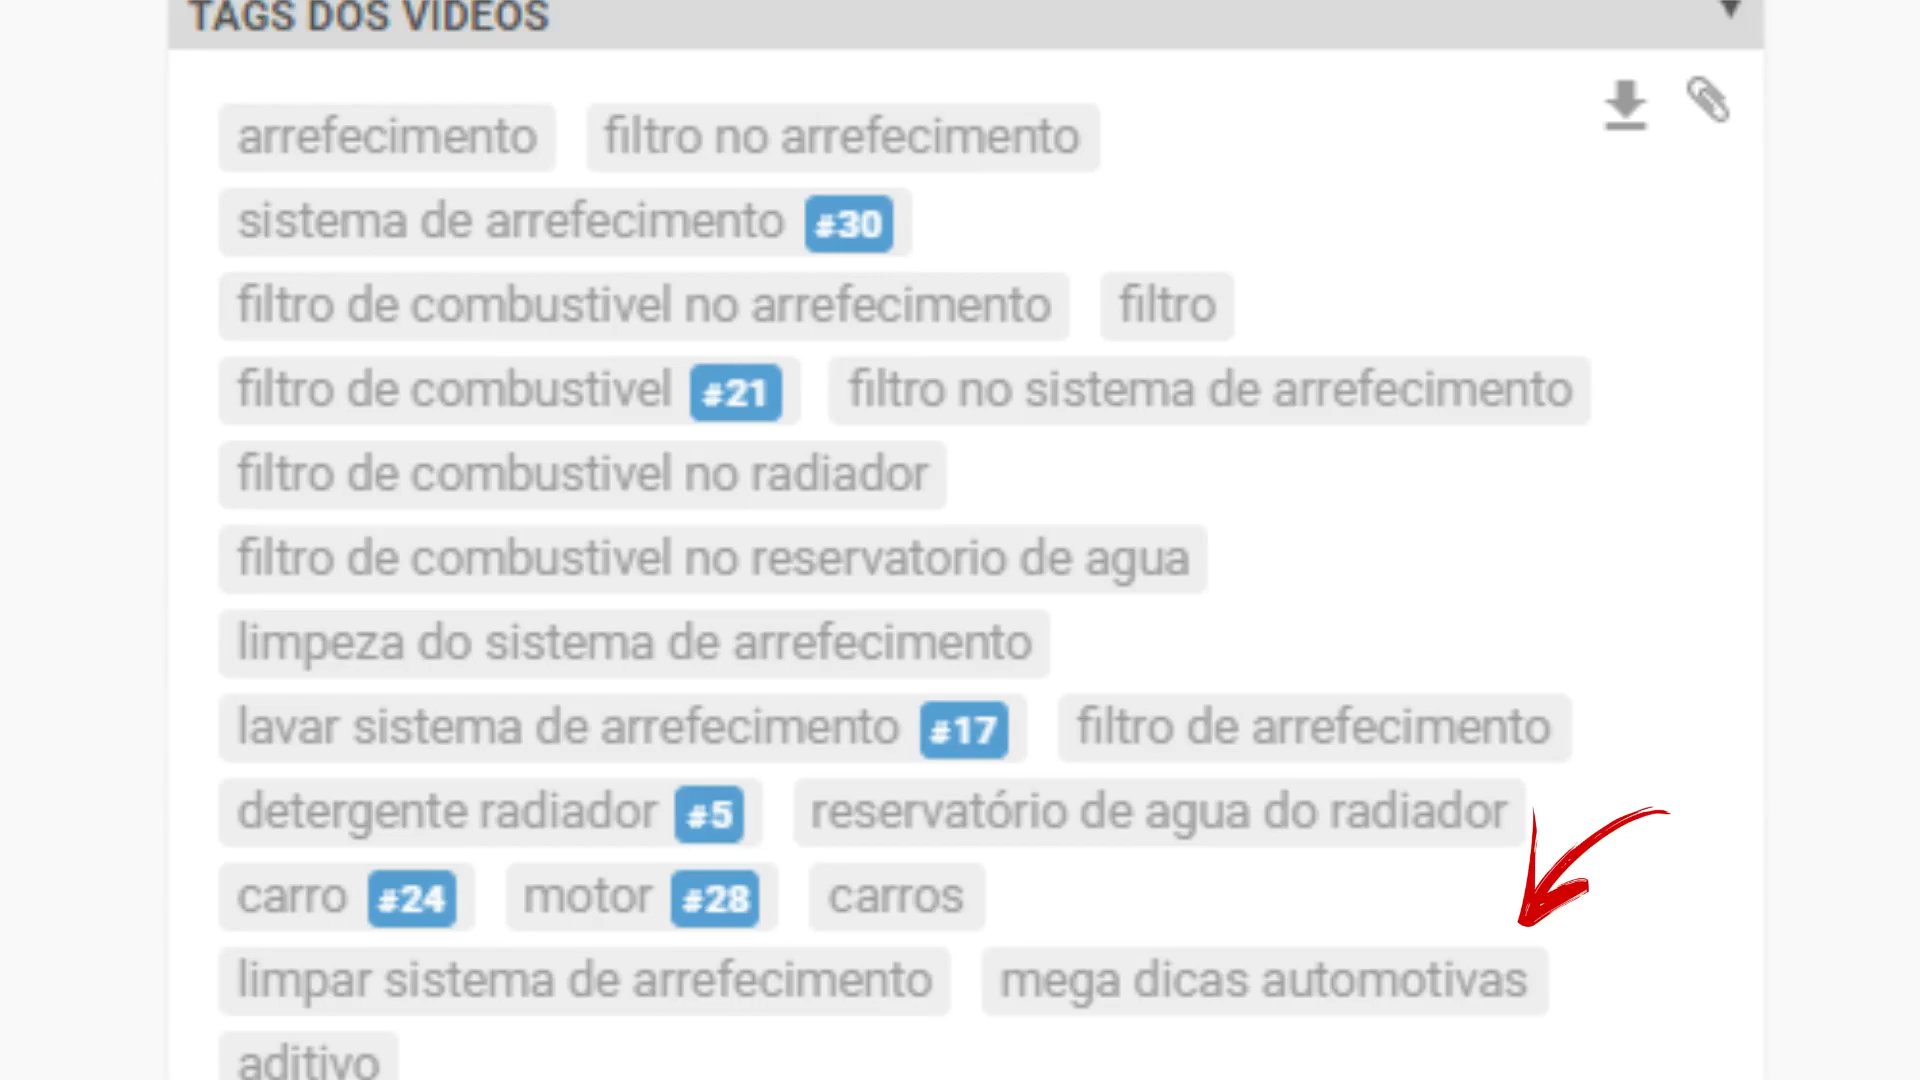 TAGS DOS VÍDEOS
arrefecimento filtro no arrefecimento
sistema de arrefecimento #30
filtro de combustivel no arrefecimento filtro
filtro de combustivel #21 filtro no sistema de arrefecimento
filtro de combustivel no radiador
filtro de combustivel no reservatorio de agua
limpeza do sistema de arrefecimento
lavar sistema de arrefecimento #17 filtro de arrefecimento
detergente radiador #5 reservatório de agua do radiador
carro #24 motor #28 carros
limpar sistema de arrefecimento mega dicas automotivas
aditivo